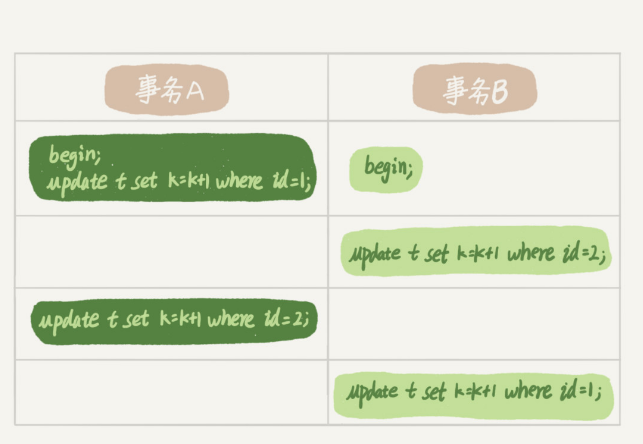 事务A
事务B
begin;
update t set k=k+1 where id=1;
begin;
update t set k=k+1 where id=2;
update t set k=k+1 where id=2;
update t set k=k+1 where id=1;